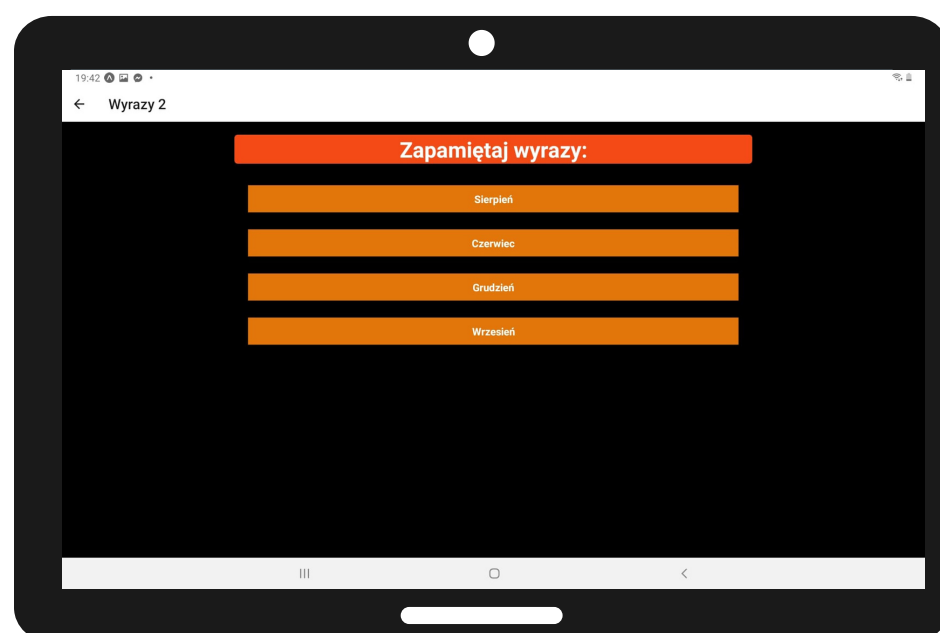 19:42
Wyrazy 2
Zapamiętaj wyrazy:
Sierpień
Czerwiec
Grudzień
Wrzesień